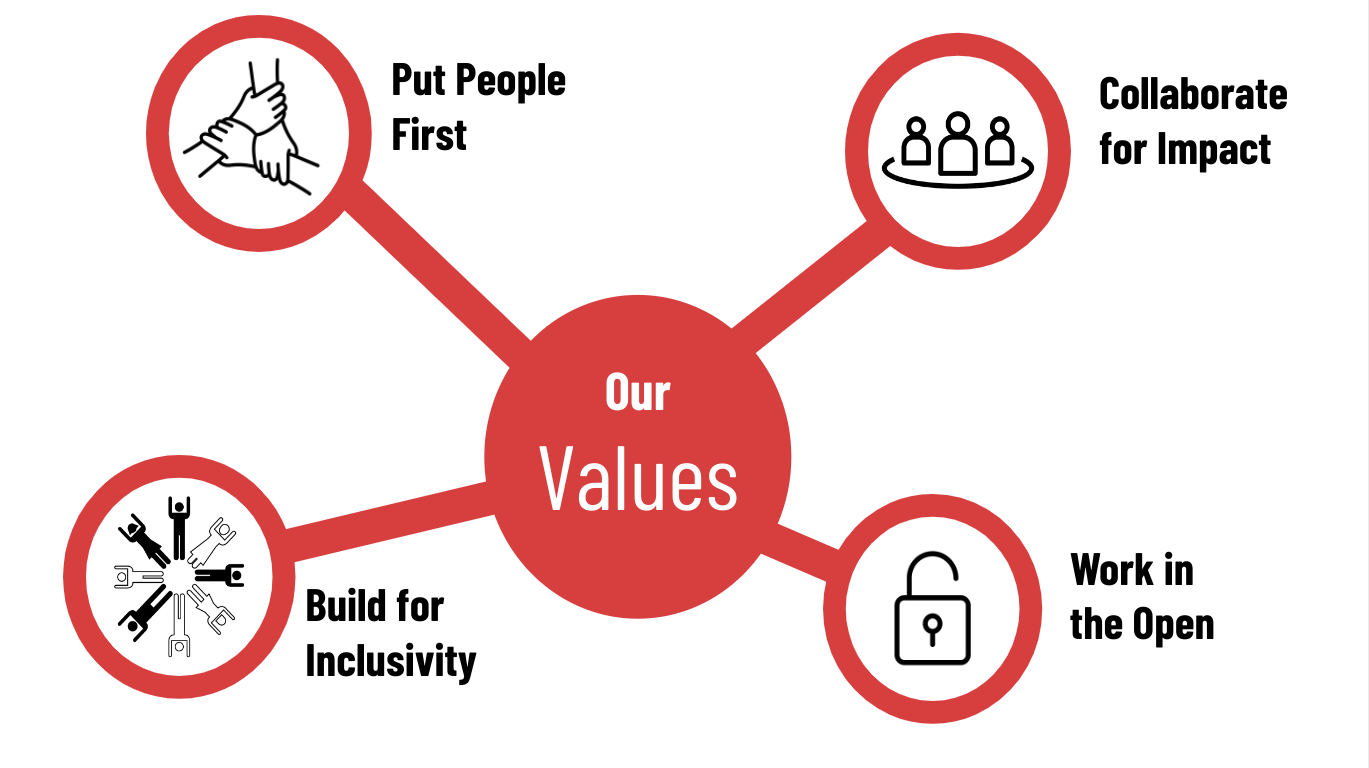 Put People
First
Collaborate
for Impact
Our
Values
Build for
Inclusivity
Work in
the Open